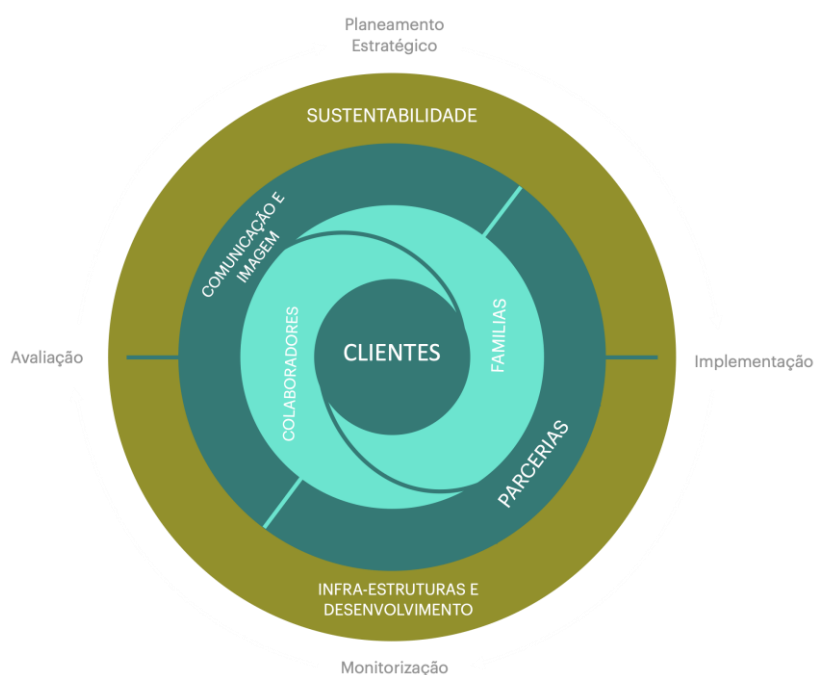 Planeamento
Estratégico
SUSTENTABILIDADE
COMUNICAÇÃO E
IMAGEM
COLABORADORES
CLIENTES
FAMILIAS
Avaliação
Implementação
PARCERIAS
INFRA-ESTRUTURAS E
DESENVOLVIMENTO
Monitorização